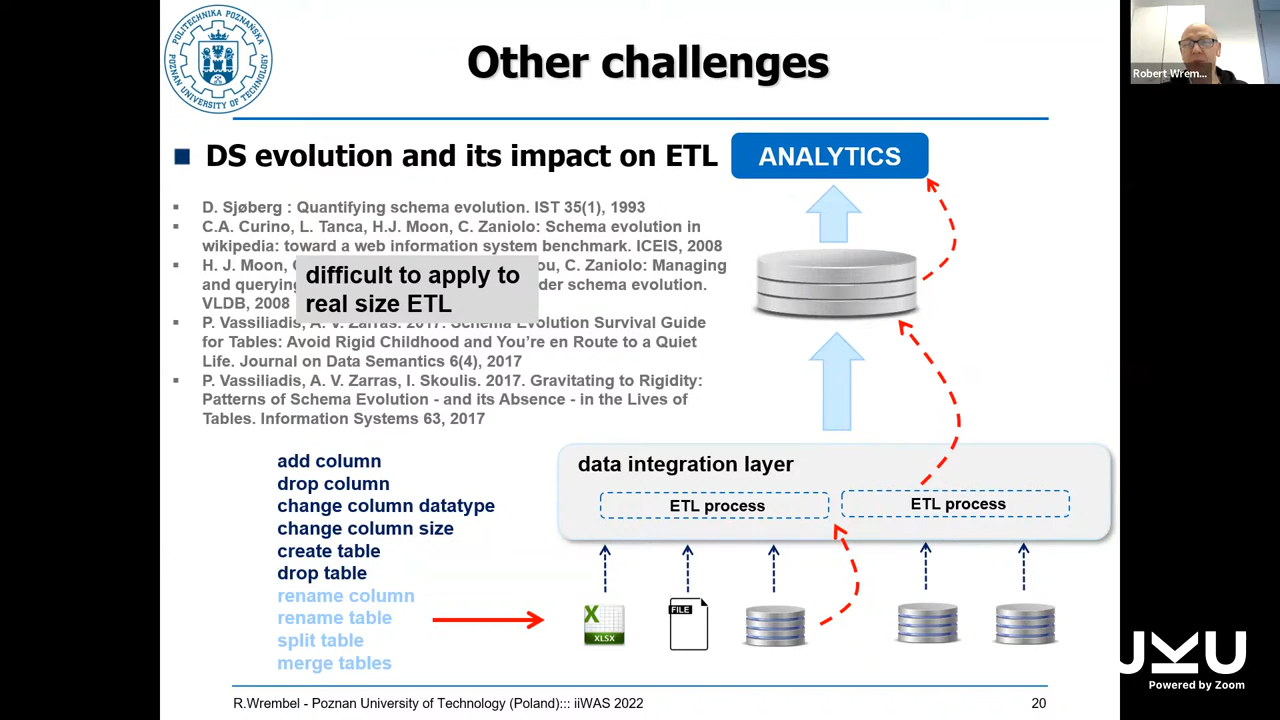 POLITECHNIKA POZNAŃSKA
POZNAN UNIVERSITY OF TECHNOLOGY
Other challenges
Robert Wrem...
DS evolution and its impact on ETL
ANALYTICS
D. Sjøberg : Quantifying schema evolution. IST 35(1), 1993
C.A. Curino, L. Tanca, H.J. Moon, C. Zaniolo: Schema evolution in
wikipedia: toward a web information system benchmark. ICEIS, 2008
H. J. Moon, C. Zaniolo: Managing
and querying schema evolution.
VLDB, 2008
difficult to apply to
real size ETL
P. Vassiliadis, A. V. Zarras. 2017. Schema Evolution Survival Guide
for Tables: Avoid Rigid Childhood and You’re en Route to a Quiet
Life. Journal on Data Semantics 6(4), 2017
P. Vassiliadis, A. V. Zarras, I. Skoulis. 2017. Gravitating to Rigidity:
Patterns of Schema Evolution - and its Absence - in the Lives of
Tables. Information Systems 63, 2017
add column
drop column
change column datatype
change column size
create table
drop table
rename column
rename table
split table
merge tables
data integration layer
ETL process
ETL process
X
XLSX
FILE
JKU
Powered by Zoom
R.Wrembel - Poznan University of Technology (Poland)::: iiWAS 2022
20